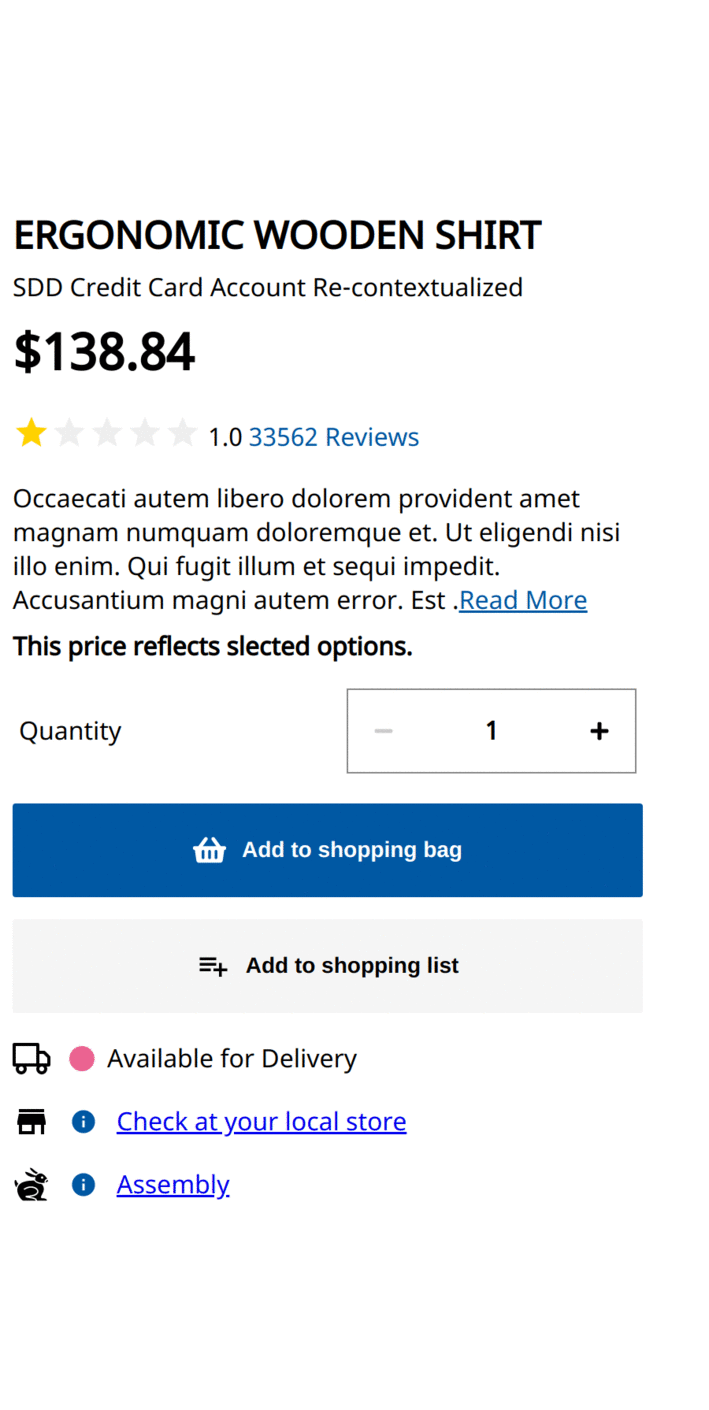 ERGONOMIC WOODEN SHIRT
SDD Credit Card Account Re-contextualized
$138.84
1.0 33562 Reviews
Occaecati autem libero dolorem provident amet
magnam numquam doloremque et. Ut eligendi nisi
illo enim. Qui fugit illum et sequi impedit.
Accusantium magni autem error. Est .Read More
This price reflects slected options.
Quantity 1
Add to shopping bag
Add to shopping list
Available for Delivery
Check at your local store
Assembly